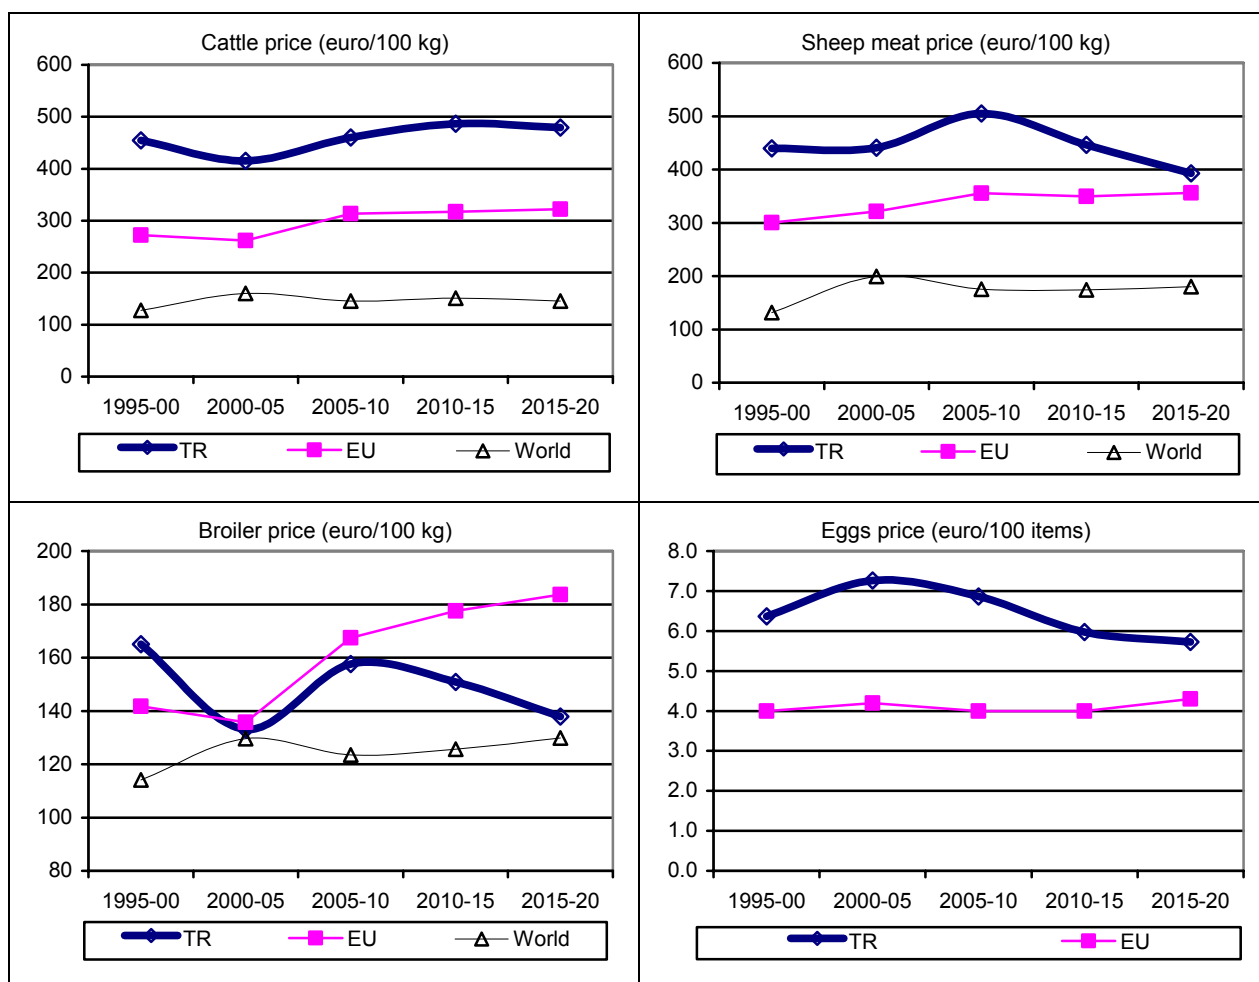 Cattle price (euro/100 kg)
600
500
400
300
200
100
0
1995-00 2000-05 2005-10 2010-15 2015-20
TR EU World
Sheep meat price (euro/100 kg)
600
500
400
300
200
100
0
1995-00 2000-05 2005-10 2010-15 2015-20
TR EU World
Broiler price (euro/100 kg)
200
180
160
140
120
100
80
1995-00 2000-05 2005-10 2010-15 2015-20
TR EU World
Eggs price (euro/100 items)
8.0
7.0
6.0
5.0
4.0
3.0
2.0
1.0
0.0
1995-00 2000-05 2005-10 2010-15 2015-20
TR EU